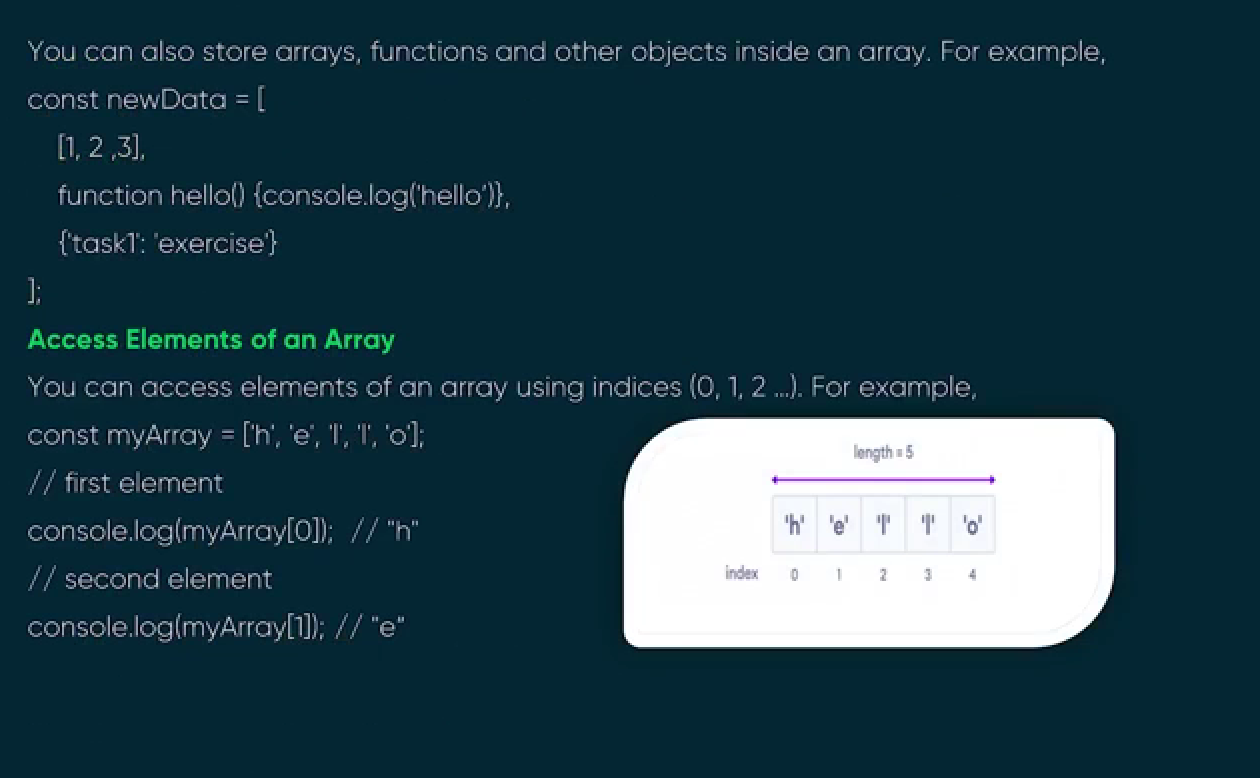 You can also store arrays, functions and other objects inside an array. For example,
const newData = [
[1, 2 ,3],
function hello() {console.log('hello')},
{'task1': 'exercise'}
];
Access Elements of an Array
You can access elements of an array using indices (0, 1, 2 ...). For example,
const myArray = ['h', 'e', 'l', 'l', 'o'];
// first element
console.log(myArray[0]);  // "h"
// second element
console.log(myArray[1]); // "e"
length = 5
'h' 'e' 'l' 'l' 'o'
index 0 1 2 3 4